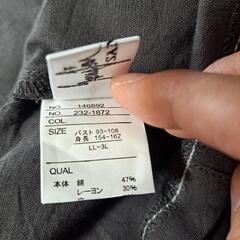 NO. 146892
NO. 232-1872
COL.
SIZE バスト 93-108
身長 154-162
LL-3L
QUAL
本体 綿 47%
レーヨン 30%